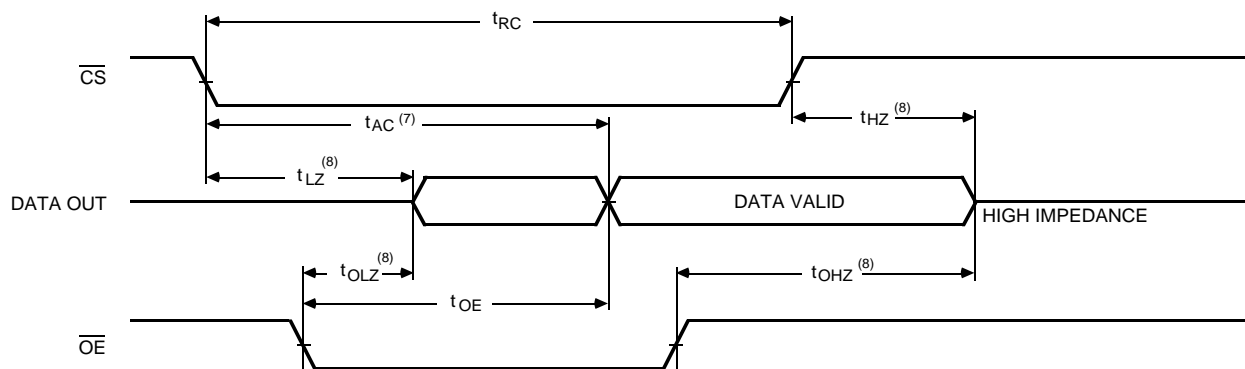 tRC
CS
tAC (7)
tHZ (8)
tLZ (8)
DATA OUT
DATA VALID
HIGH IMPEDANCE
tOLZ (8)
tOHZ (8)
tOE
OE